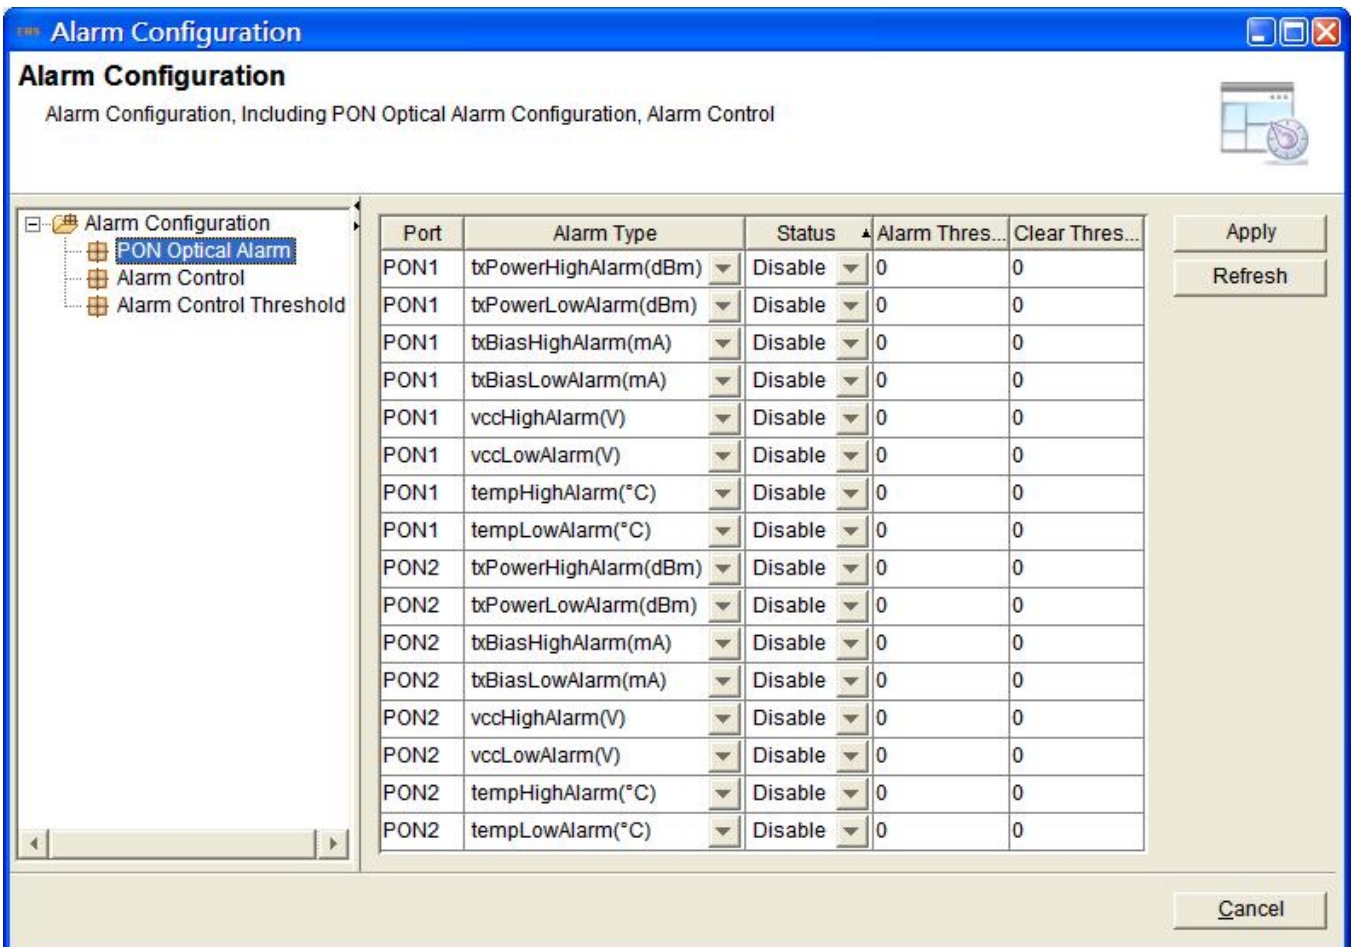 EMS Alarm Configuration
Alarm Configuration
Alarm Configuration, Including PON Optical Alarm Configuration, Alarm Control
Alarm Configuration
PON Optical Alarm
Alarm Control
Alarm Control Threshold
Port Alarm Type Status Alarm Thres... Clear Thres...
PON1 txPowerHighAlarm(dBm) Disable 0 0
PON1 txPowerLowAlarm(dBm) Disable 0 0
PON1 txBiasHighAlarm(mA) Disable 0 0
PON1 txBiasLowAlarm(mA) Disable 0 0
PON1 vccHighAlarm(V) Disable 0 0
PON1 vccLowAlarm(V) Disable 0 0
PON1 tempHighAlarm(°C) Disable 0 0
PON1 tempLowAlarm(°C) Disable 0 0
PON2 txPowerHighAlarm(dBm) Disable 0 0
PON2 txPowerLowAlarm(dBm) Disable 0 0
PON2 txBiasHighAlarm(mA) Disable 0 0
PON2 txBiasLowAlarm(mA) Disable 0 0
PON2 vccHighAlarm(V) Disable 0 0
PON2 vccLowAlarm(V) Disable 0 0
PON2 tempHighAlarm(°C) Disable 0 0
PON2 tempLowAlarm(°C) Disable 0 0
Apply
Refresh
Cancel